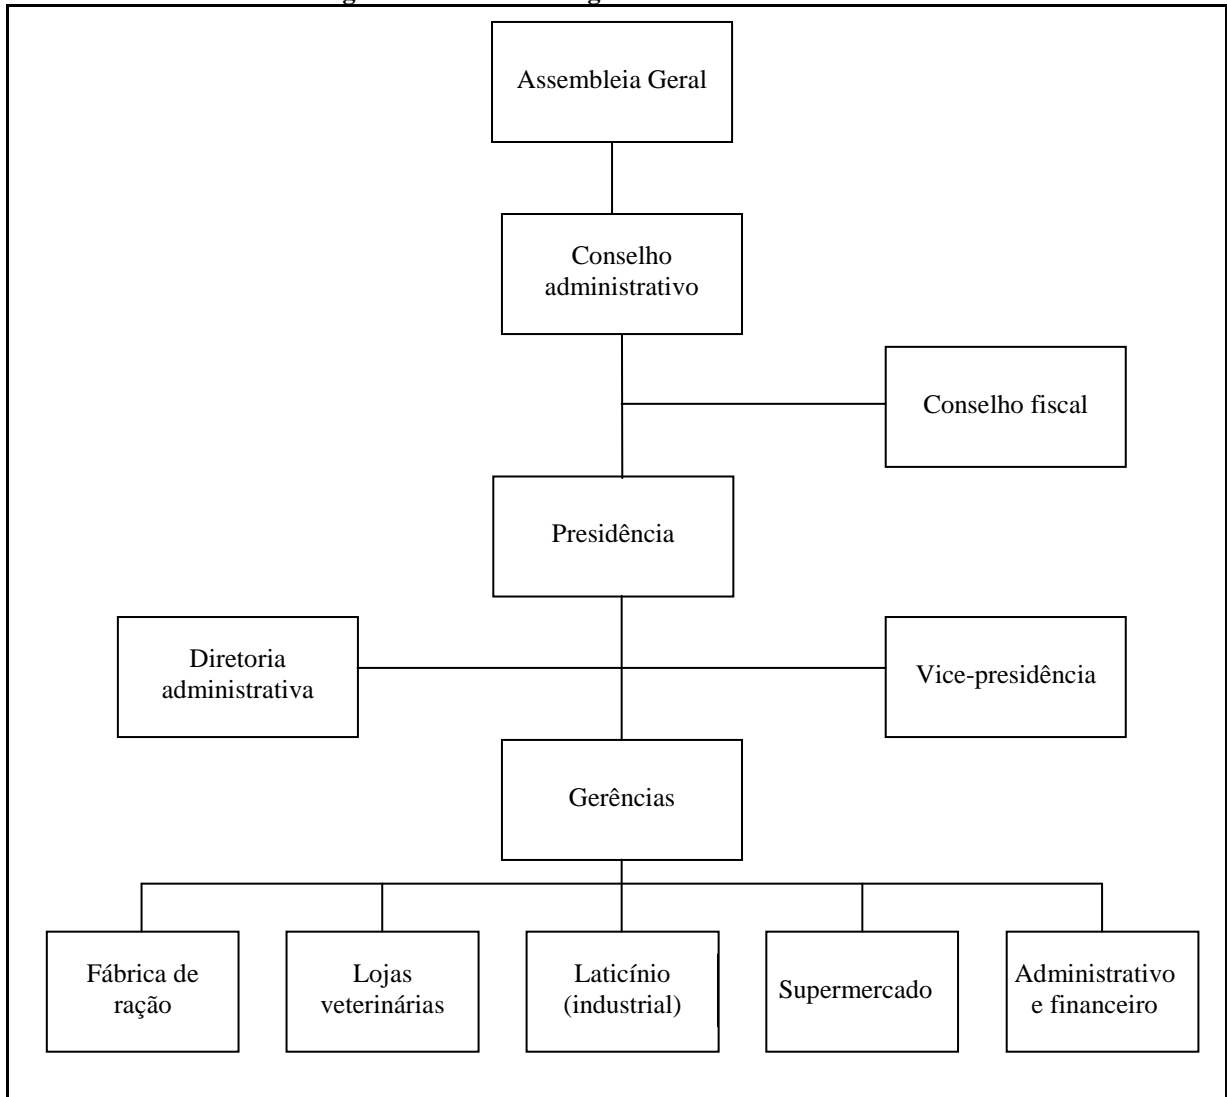 Assembleia Geral
Conselho
administrativo
Conselho fiscal
Presidência
Diretoria
administrativa
Vice-presidência
Gerências
Fábrica de
ração
Lojas
veterinárias
Laticínio
(industrial)
Supermercado
Administrativo
e financeiro